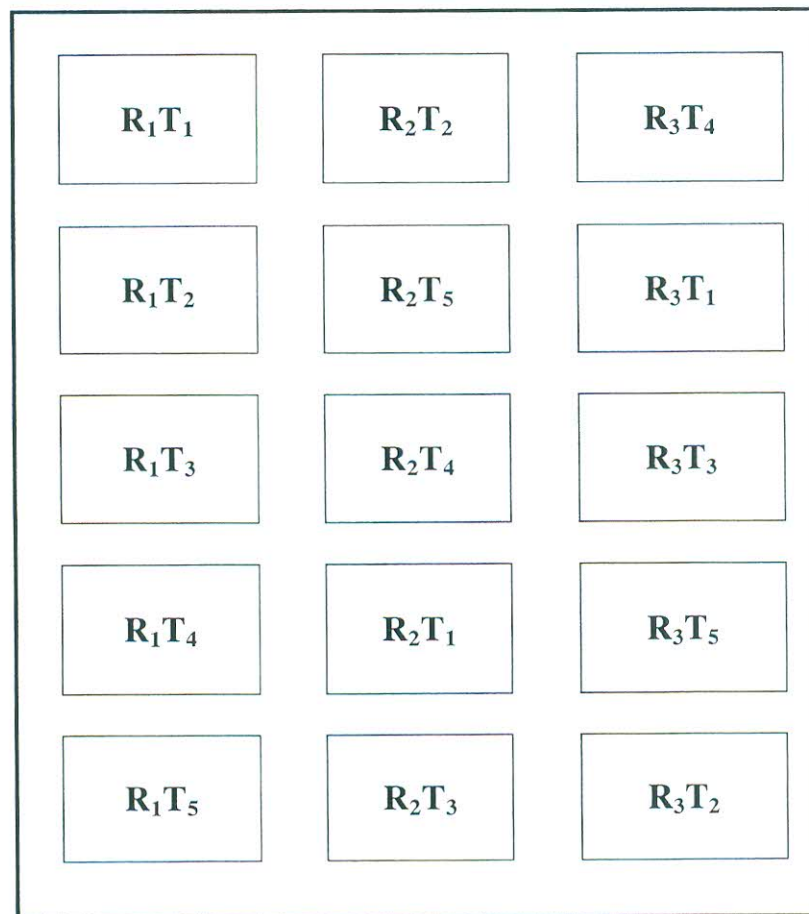 R₁T₁ R₂T₂ R₃T₄
R₁T₂ R₂T₅ R₃T₁
R₁T₃ R₂T₄ R₃T₃
R₁T₄ R₂T₁ R₃T₅
R₁T₅ R₂T₃ R₃T₂